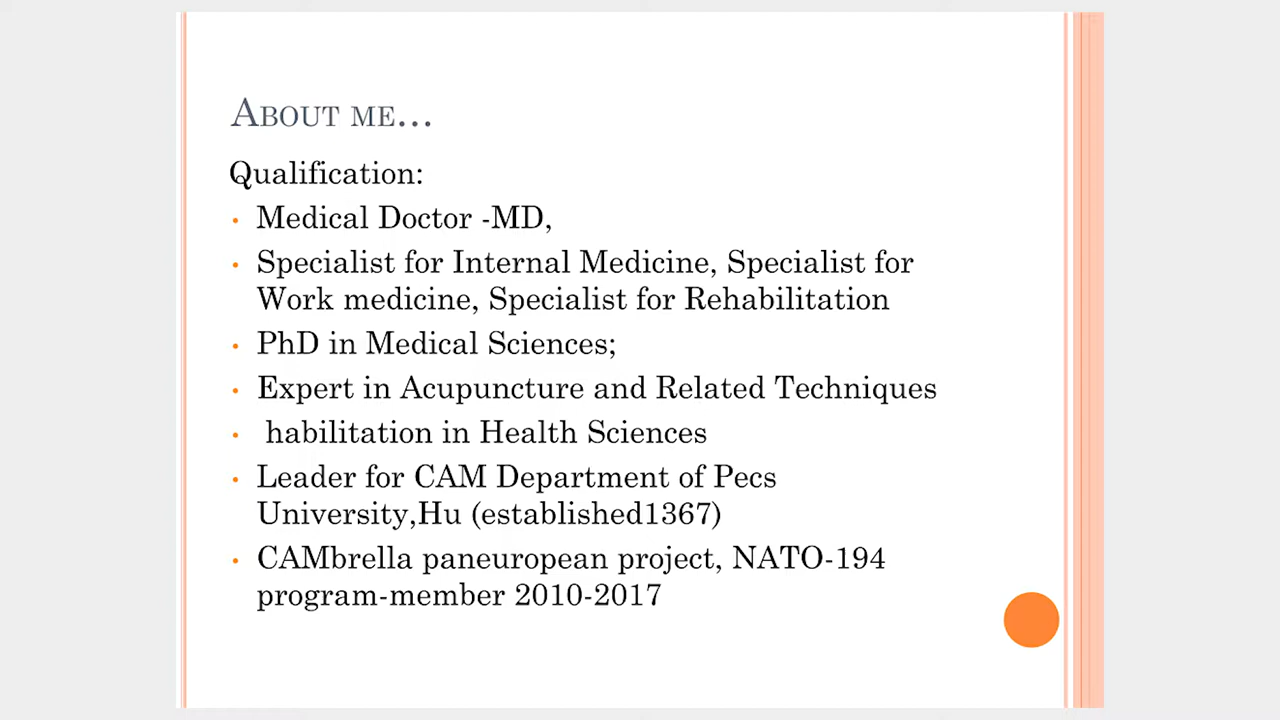 About me...
Qualification:
• Medical Doctor -MD,
• Specialist for Internal Medicine, Specialist for
Work medicine, Specialist for Rehabilitation
• PhD in Medical Sciences;
• Expert in Acupuncture and Related Techniques
• habilitation in Health Sciences
• Leader for CAM Department of Pecs
University,Hu (established1367)
• CAMbrella paneuropean project, NATO-194
program-member 2010-2017